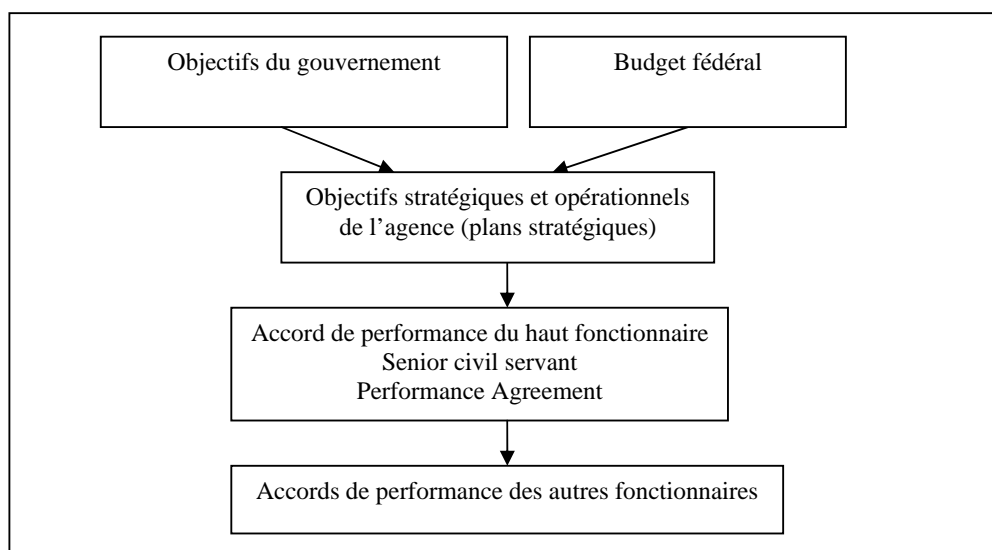 Objectifs du gouvernement
Budget fédéral
Objectifs stratégiques et opérationnels
de l’agence (plans stratégiques)
Accord de performance du haut fonctionnaire
Senior civil servant
Performance Agreement
Accords de performance des autres fonctionnaires